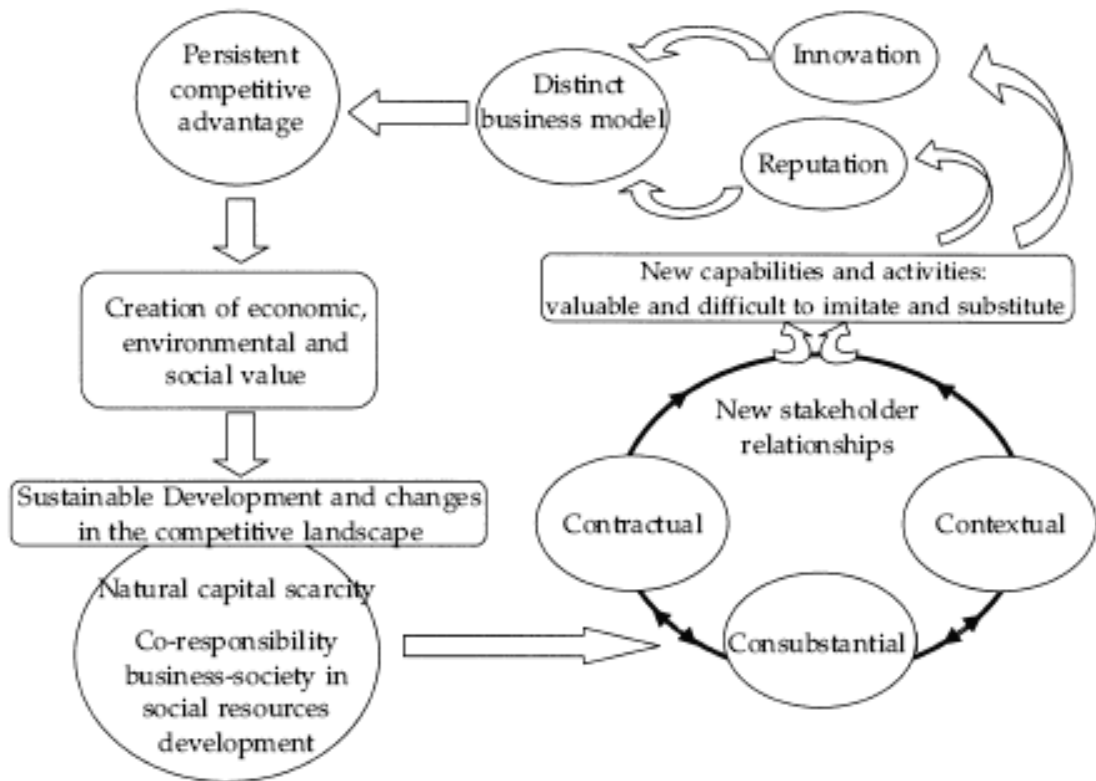 Persistent
competitive
advantage
Distinct
business model
Innovation
Reputation
Creation of economic,
environmental and
social value
New capabilities and activities:
valuable and difficult to imitate and substitute
New stakeholder
relationships
Sustainable Development and changes
in the competitive landscape
Contractual
Contextual
Natural capital scarcity
Co-responsibility
business-society in
social resources
development
Consubstantial